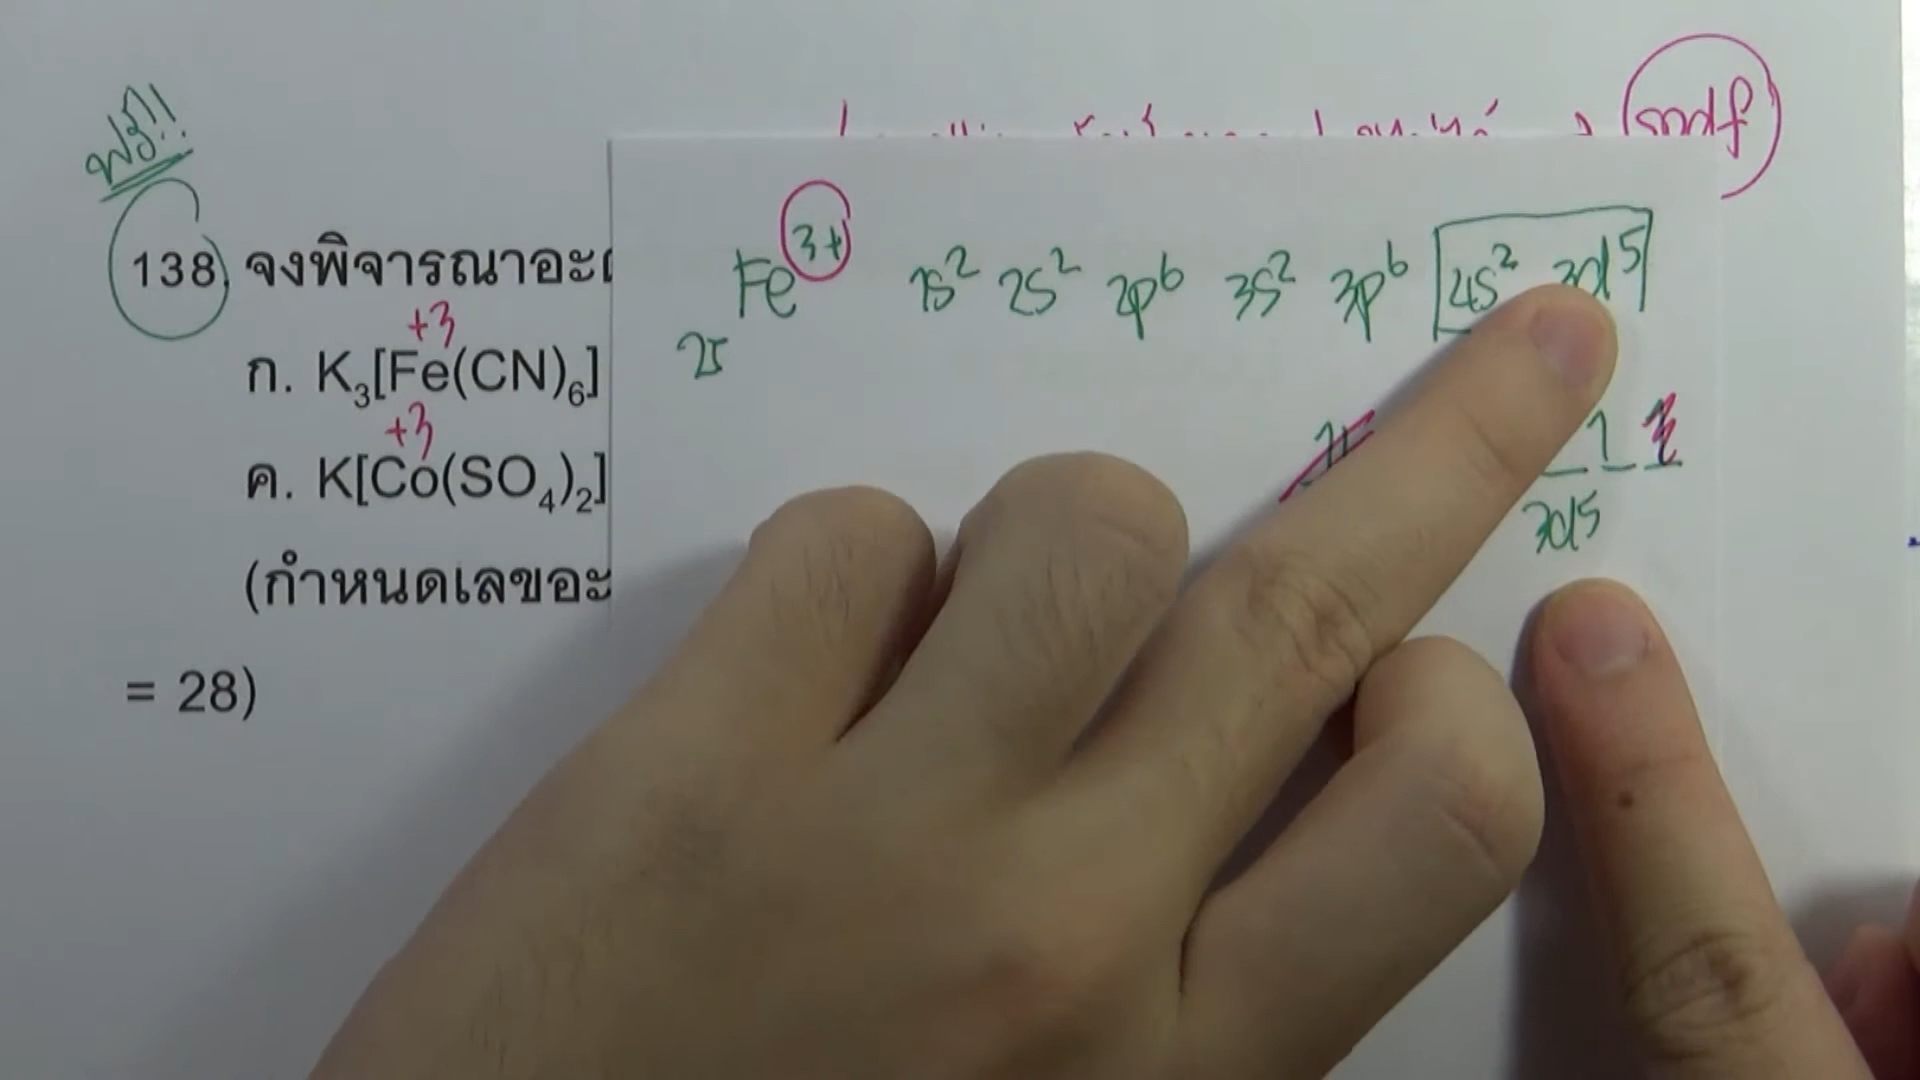 ฟรี!!
138. จงพิจารณาอะ
+3
ก. K₃[Fe(CN)₆]
+3
ค. K[Co(SO₄)₂]
(กำหนดเลขอะ
= 28)
25 Fe³⁺ 1s² 2s² 2p⁶ 3s² 3p⁶ 4s² 3d⁵
1
3d5